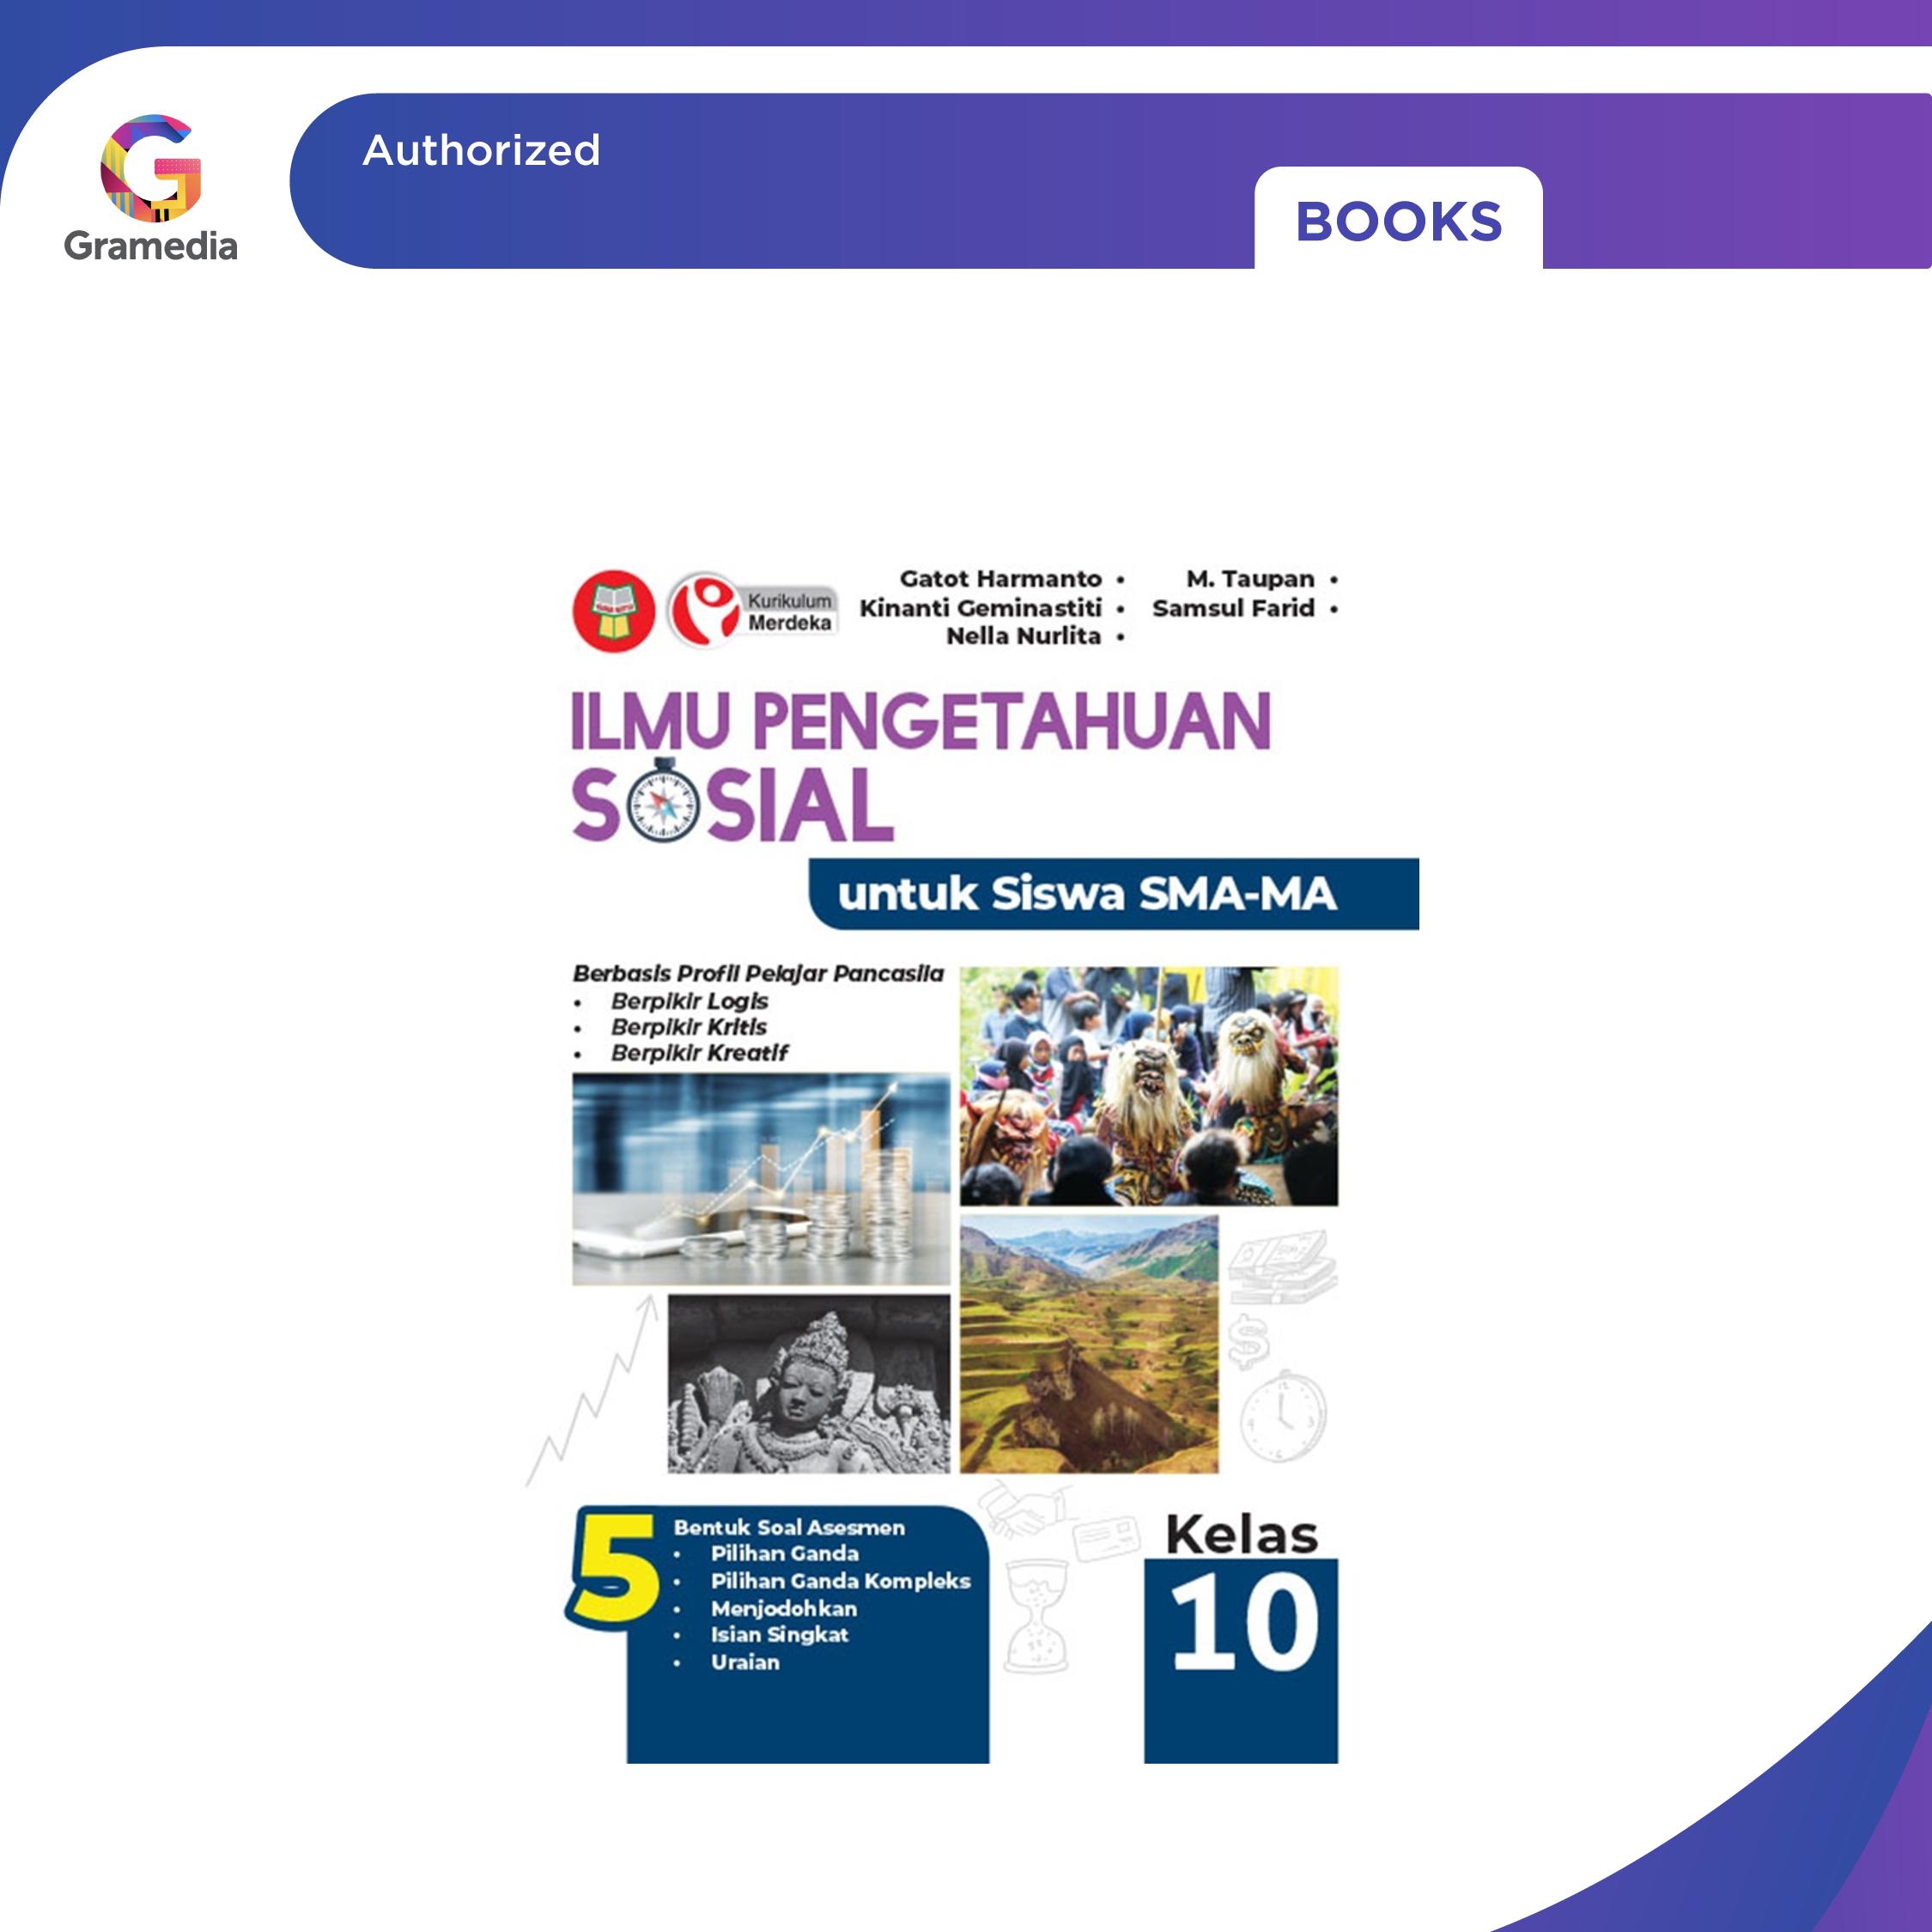 Gramedia
Authorized
BOOKS
Kurikulum
Merdeka
Gatot Harmanto •
Kinanti Geminastiti •
Nella Nurlita •
M. Taupan •
Samsul Farid •
ILMU PENGETAHUAN
SOSIAL
untuk Siswa SMA-MA
Berbasis Profil Pelajar Pancasila
• Berpikir Logis
• Berpikir Kritis
• Berpikir Kreatif
5 Bentuk Soal Asesmen
• Pilihan Ganda
• Pilihan Ganda Kompleks
• Menjodohkan
• Isian Singkat
• Uraian
Kelas
10